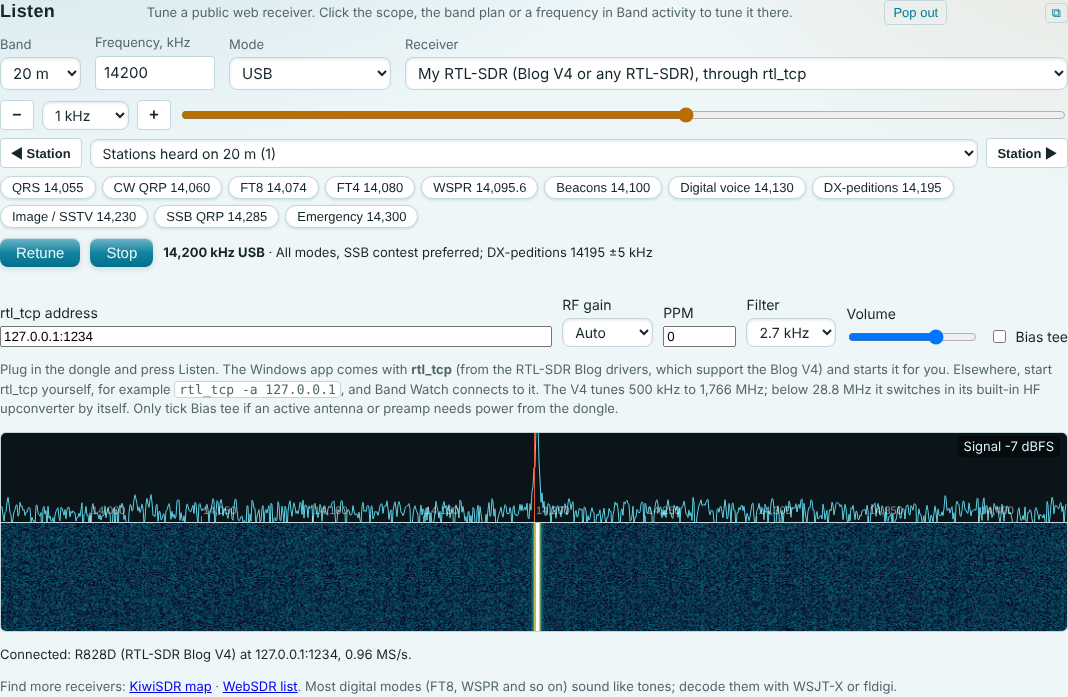 Listen
Tune a public web receiver. Click the scope, the band plan or a frequency in Band activity to tune it there.
Pop out
Band
Frequency, kHz
Mode
Receiver
20 m
14200
USB
My RTL-SDR (Blog V4 or any RTL-SDR), through rtl_tcp
−
1 kHz
+
◀ Station
Stations heard on 20 m (1)
Station ▶
QRS 14,055
CW QRP 14,060
FT8 14,074
FT4 14,080
WSPR 14,095.6
Beacons 14,100
Digital voice 14,130
DX-peditions 14,195
Image / SSTV 14,230
SSB QRP 14,285
Emergency 14,300
Retune
Stop
14,200 kHz USB · All modes, SSB contest preferred; DX-peditions 14195 ±5 kHz
rtl_tcp address
RF gain
PPM
Filter
Volume
127.0.0.1:1234
Auto
0
2.7 kHz
Bias tee
Plug in the dongle and press Listen. The Windows app comes with rtl_tcp (from the RTL-SDR Blog drivers, which support the Blog V4) and starts it for you. Elsewhere, start
rtl_tcp yourself, for example rtl_tcp -a 127.0.0.1, and Band Watch connects to it. The V4 tunes 500 kHz to 1,766 MHz; below 28.8 MHz it switches in its built-in HF
upconverter by itself. Only tick Bias tee if an active antenna or preamp needs power from the dongle.
Signal -7 dBFS
Connected: R828D (RTL-SDR Blog V4) at 127.0.0.1:1234, 0.96 MS/s.
Find more receivers: KiwiSDR map · WebSDR list. Most digital modes (FT8, WSPR and so on) sound like tones; decode them with WSJT-X or fldigi.